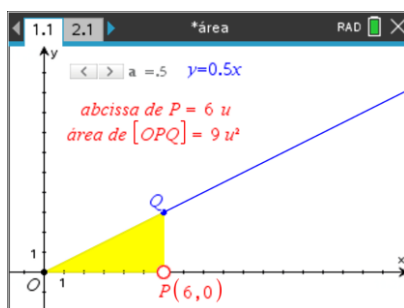 1.1 2.1 *área RAD
y
a =.5 y=0.5x
abcissa de P = 6 u
área de [OPQ] = 9 u²
Q
1
x
O 1
P(6,0)